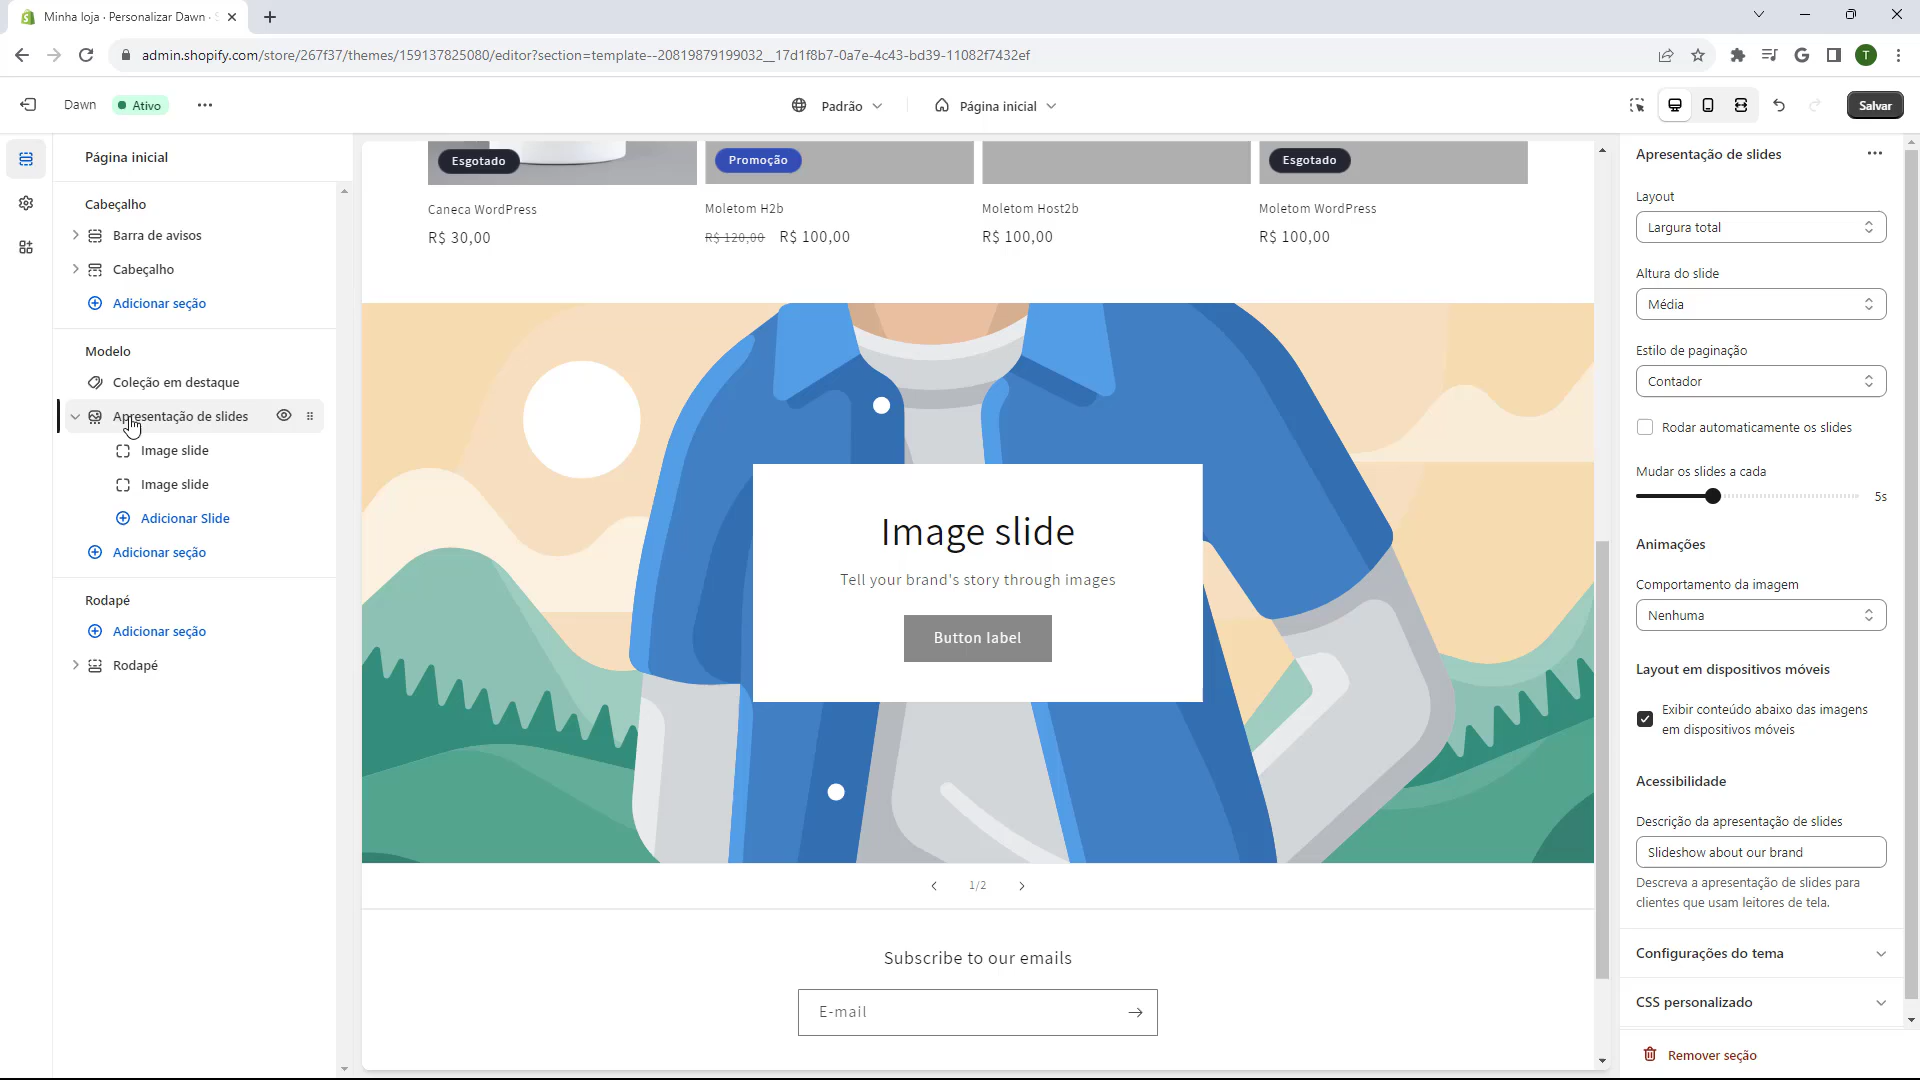 Minha loja · Personalizar Dawn ·
admin.shopify.com/store/267f37/themes/159137825080/editor?section=template--20819879199032__17d1f8b7-0a7e-4c43-bd39-11082f7432ef
T
Dawn
Ativo
Padrão
Página inicial
Salvar
Página inicial
Cabeçalho
Barra de avisos
Cabeçalho
Adicionar seção
Modelo
Coleção em destaque
Apresentação de slides
Image slide
Image slide
Adicionar Slide
Adicionar seção
Rodapé
Adicionar seção
Rodapé
Esgotado
Promoção
Esgotado
Caneca WordPress
Moletom H2b
Moletom Host2b
Moletom WordPress
R$ 30,00
R$ 120,00 R$ 100,00
R$ 100,00
R$ 100,00
Image slide
Tell your brand's story through images
Button label
1/2
Subscribe to our emails
E-mail
Apresentação de slides
Layout
Largura total
Altura do slide
Média
Estilo de paginação
Contador
Rodar automaticamente os slides
Mudar os slides a cada
5s
Animações
Comportamento da imagem
Nenhuma
Layout em dispositivos móveis
Exibir conteúdo abaixo das imagens
em dispositivos móveis
Acessibilidade
Descrição da apresentação de slides
Slideshow about our brand
Descreva a apresentação de slides para
clientes que usam leitores de tela.
Configurações do tema
CSS personalizado
Remover seção